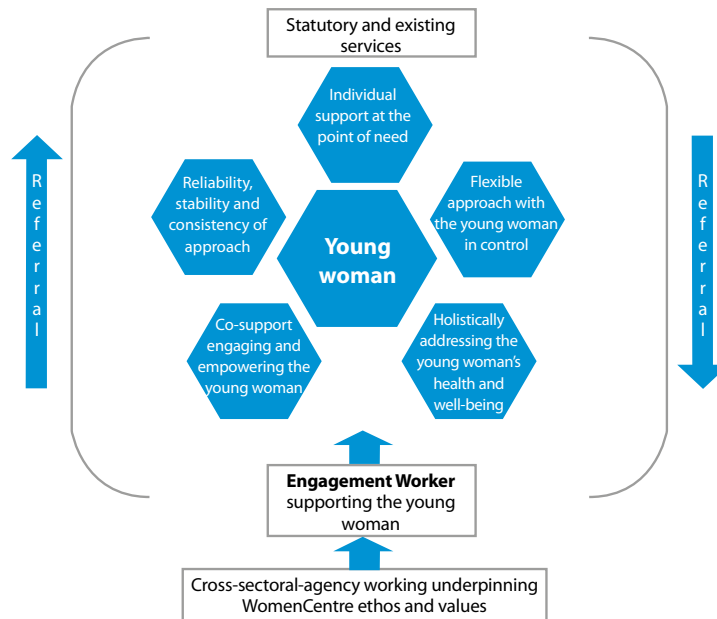 Statutory and existing
services
Individual
support at the
point of need
Reliability,
stability and
consistency of
approach
Flexible
approach with
the young woman
in control
Young
woman
Co-support
engaging and
empowering the
young woman
Holistically
addressing the
young woman’s
health and
well-being
Referral
Referral
Engagement Worker
supporting the young
woman
Cross-sectoral-agency working underpinning
WomenCentre ethos and values